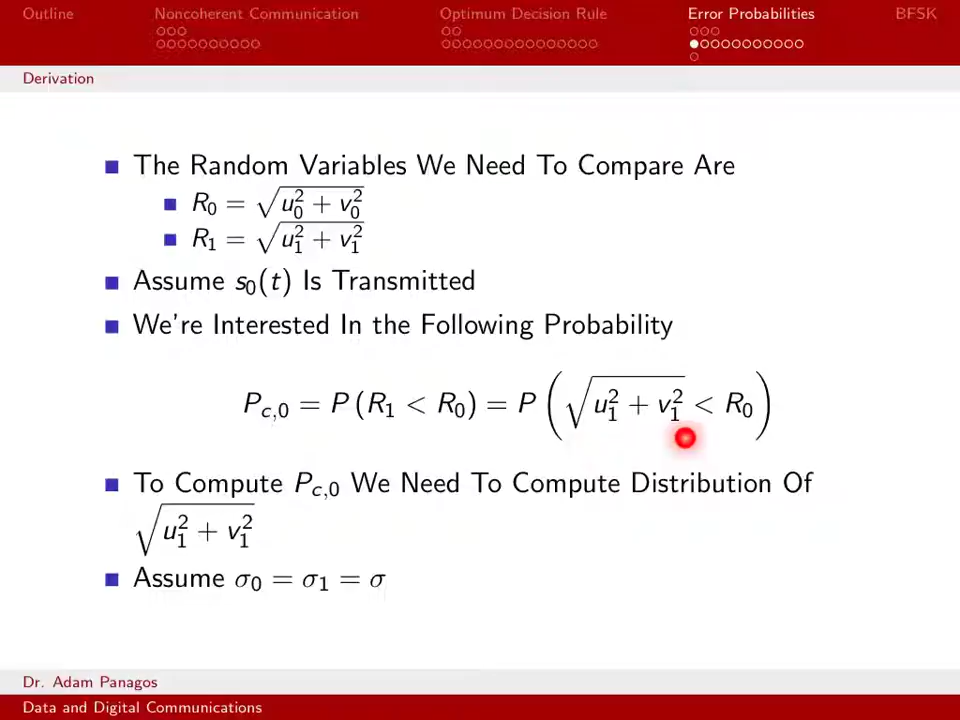 Outline Noncoherent Communication Optimum Decision Rule Error Probabilities BFSK
Derivation
The Random Variables We Need To Compare Are
R₀ = √(u₀² + v₀²)
R₁ = √(u₁² + v₁²)
Assume s₀(t) Is Transmitted
We're Interested In the Following Probability
P_{c,0} = P (R₁ < R₀) = P (√(u₁² + v₁²) < R₀)
To Compute P_{c,0} We Need To Compute Distribution Of
√(u₁² + v₁²)
Assume σ₀ = σ₁ = σ
Dr. Adam Panagos
Data and Digital Communications